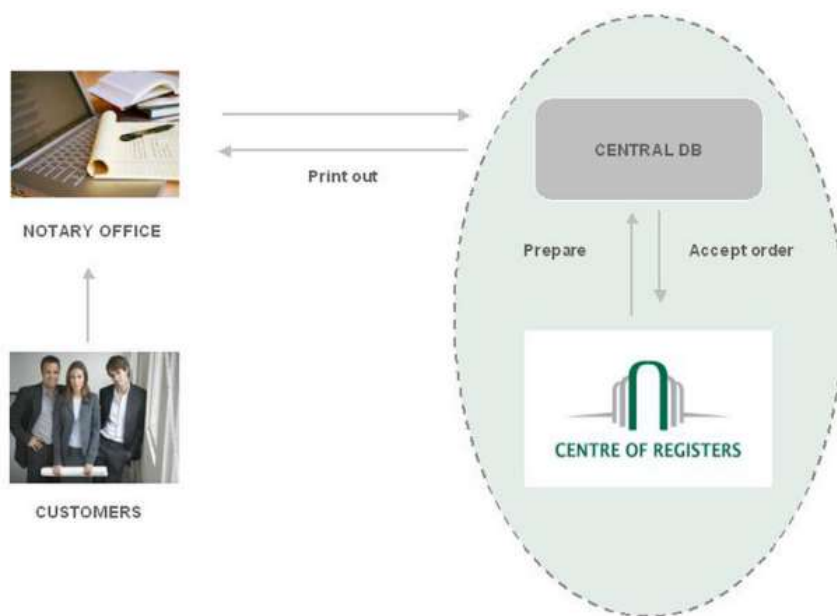 CENTRAL DB
Print out
NOTARY OFFICE
Prepare
Accept order
CENTRE OF REGISTERS
CUSTOMERS